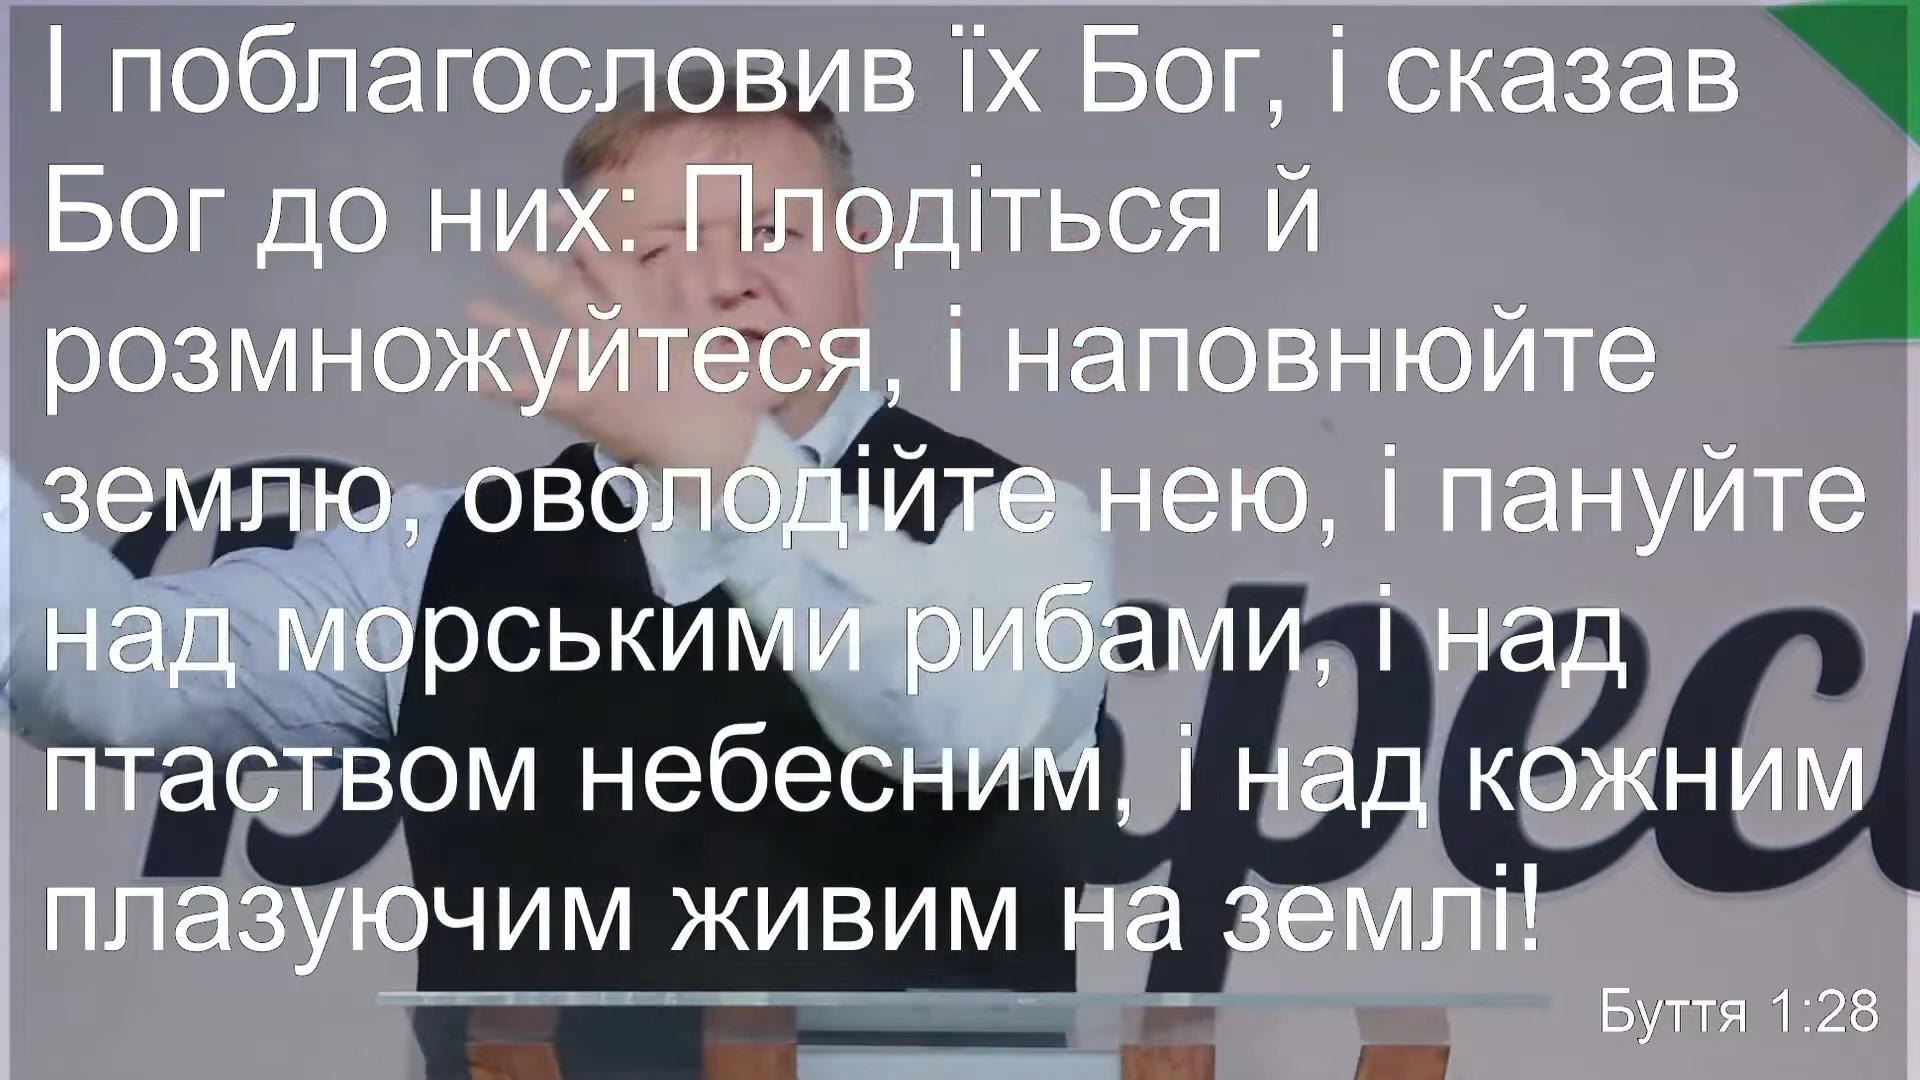 І поблагословив їх Бог, і сказав
Бог до них: Плодіться й
розмножуйтеся, і наповнюйте
землю, оволодійте нею, і пануйте
над морськими рибами, і над
птаством небесним, і над кожним
плазуючим живим на землі!
Буття 1:28